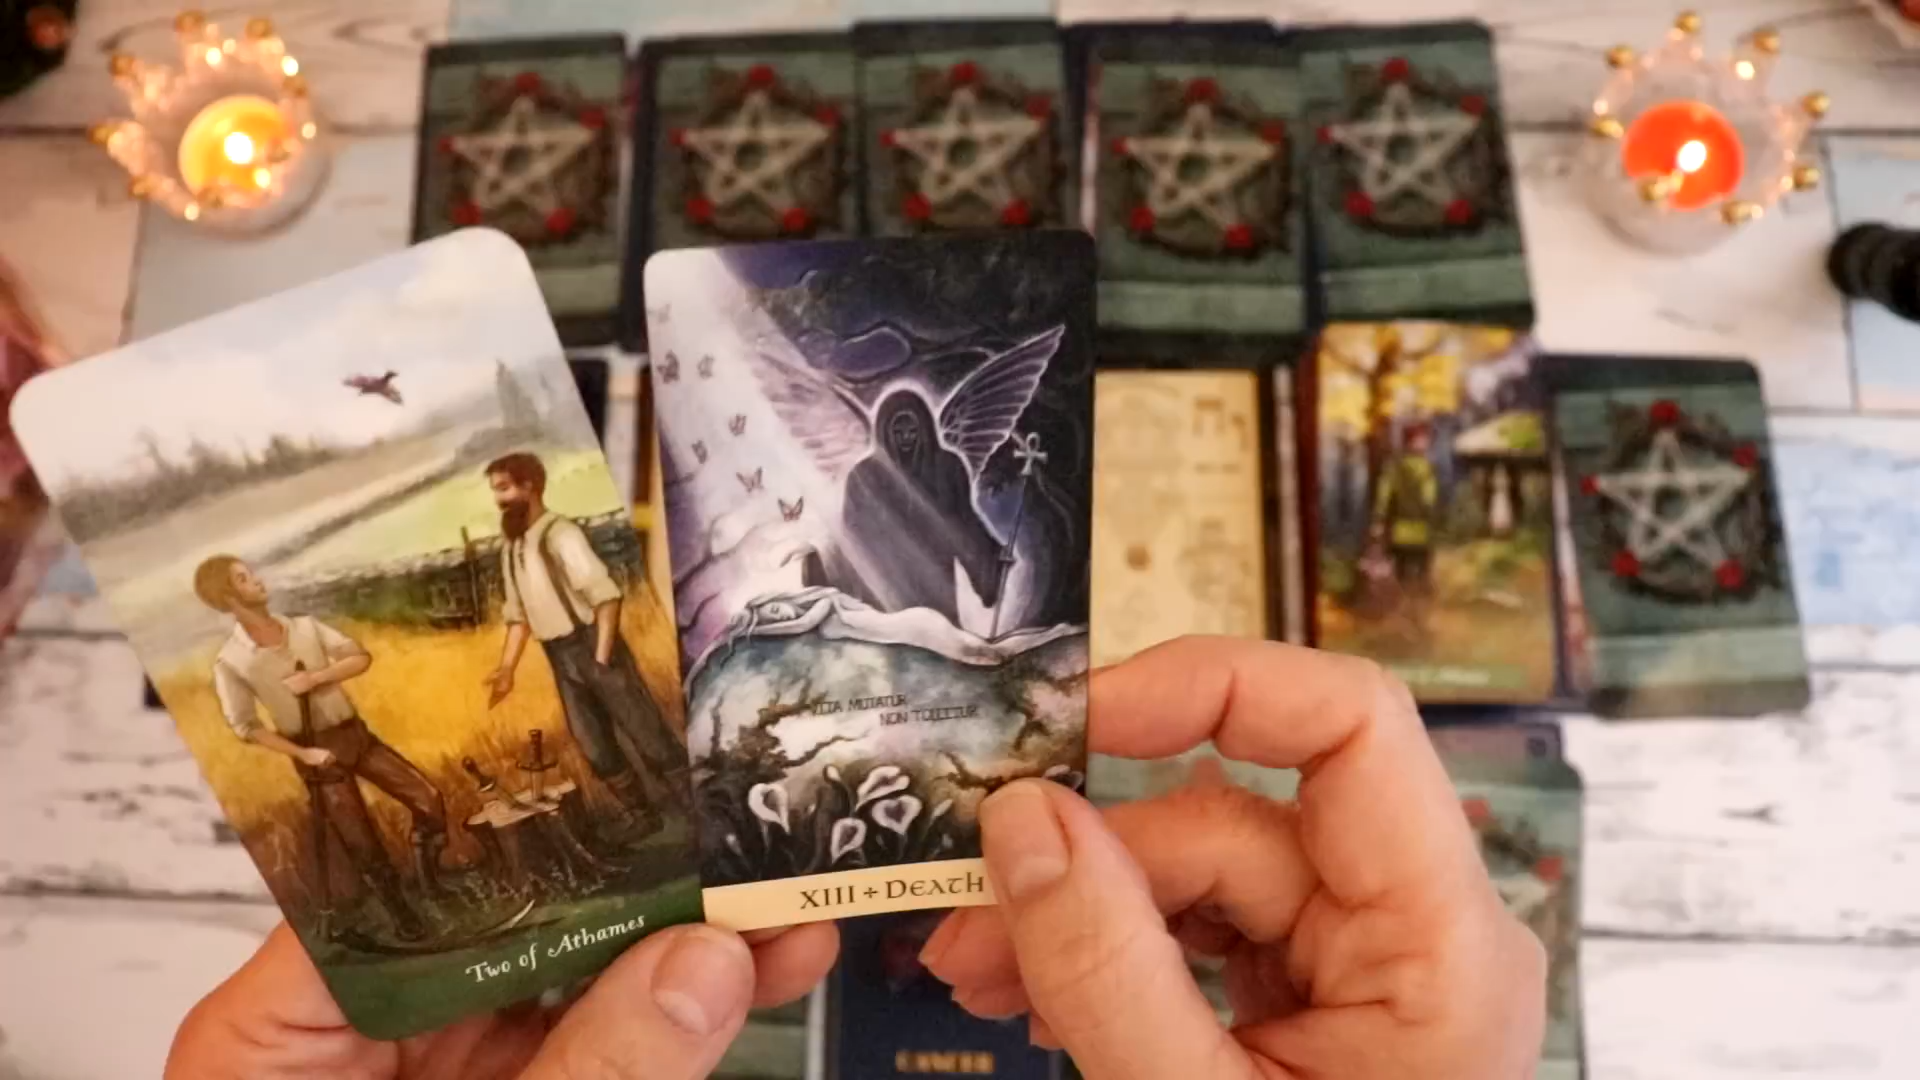 VITA MUTATUR
NON TOLLITUR
XIII + DEATH
Two of Athames
CANCER